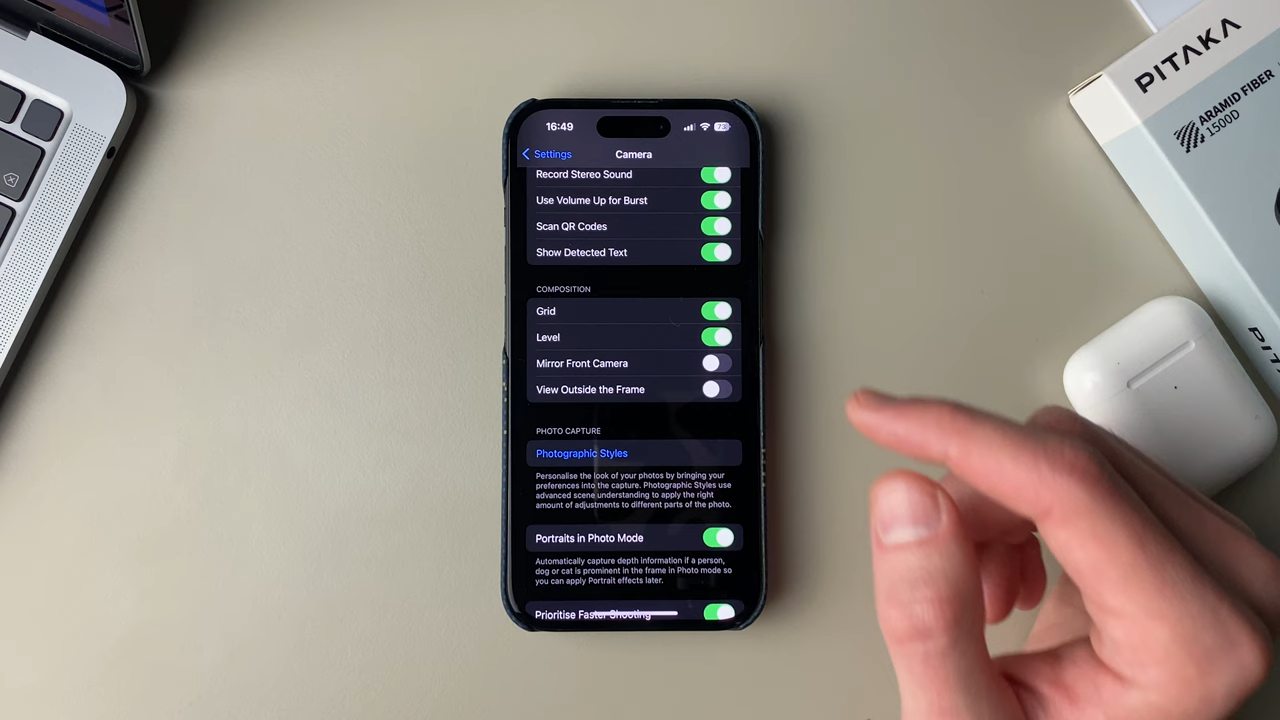 16:49
73
Settings
Camera
Record Stereo Sound
Use Volume Up for Burst
Scan QR Codes
Show Detected Text
COMPOSITION
Grid
Level
Mirror Front Camera
View Outside the Frame
PHOTO CAPTURE
Photographic Styles
Personalise the look of your photos by bringing your
preferences into the capture. Photographic Styles use
advanced scene understanding to apply the right
amount of adjustments to different parts of the photo.
Portraits in Photo Mode
Automatically capture depth information if a person,
dog or cat is prominent in the frame in Photo mode so
you can apply Portrait effects later.
Prioritise Faster Shooting
PITAKA
ARAMID FIBER
1500D